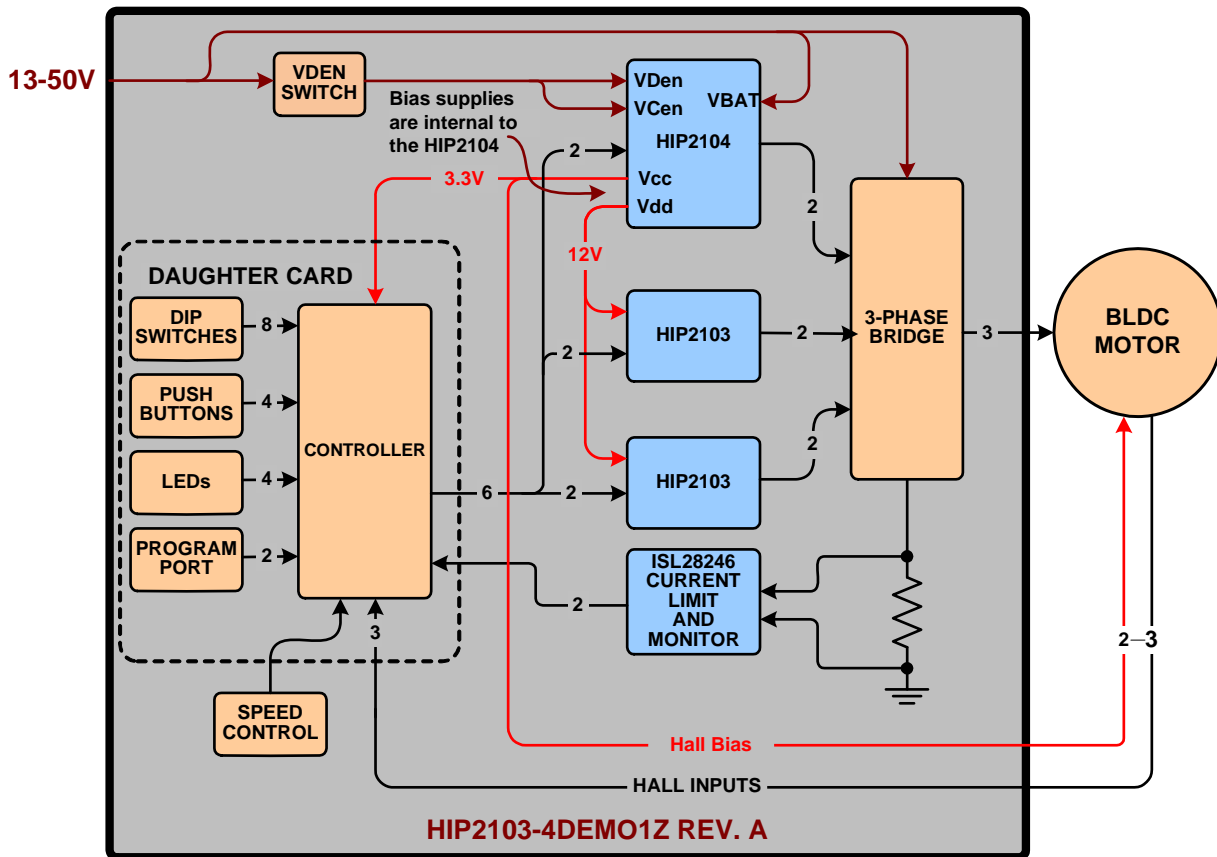 13-50V
VDEN
SWITCH
Bias supplies
are internal to
the HIP2104
VDen
VCen
VBAT
HIP2104
Vcc
Vdd
2
3.3V
12V
2
DAUGHTER CARD
DIP
SWITCHES
8
PUSH
BUTTONS
4
LEDs
4
PROGRAM
PORT
2
CONTROLLER
6
2
2
HIP2103
2
HIP2103
2
3-PHASE
BRIDGE
3
BLDC
MOTOR
ISL28246
CURRENT
LIMIT
AND
MONITOR
2
3
SPEED
CONTROL
2–3
Hall Bias
HALL INPUTS
HIP2103-4DEMO1Z REV. A